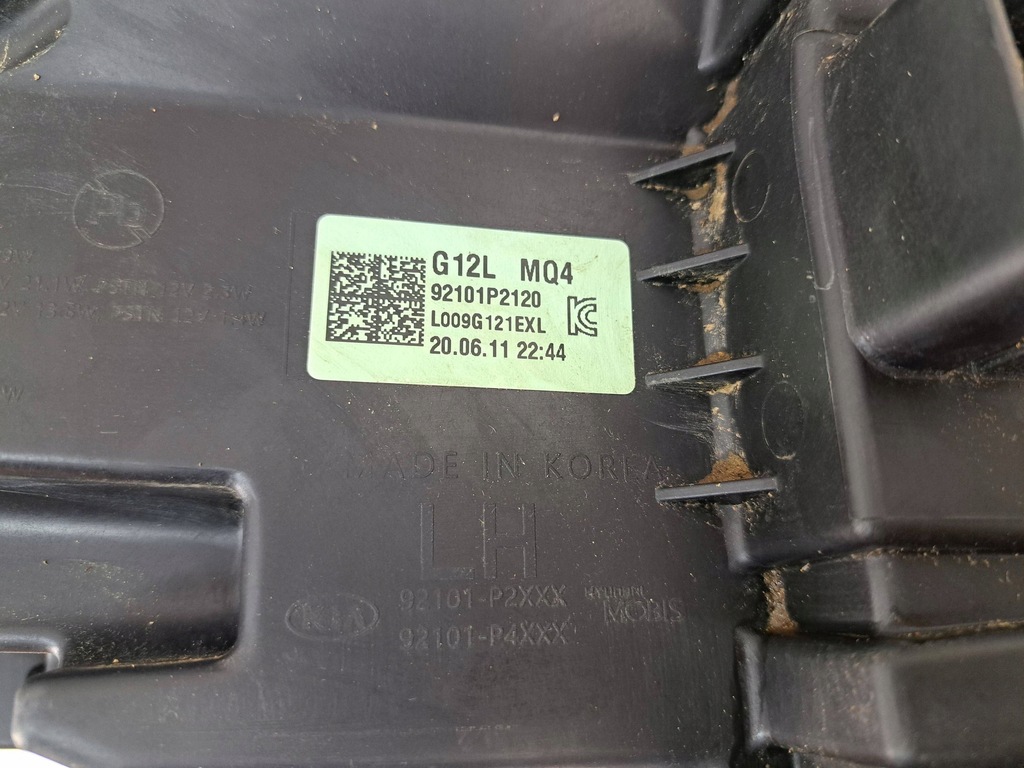 G12L MQ4
92101P2120
L009G121EXL
20.06.11 22:44
MADE IN KOREA
LH
92101-P2XXX
HYUNDAI
MOBIS
KIA
92101-P4XXX